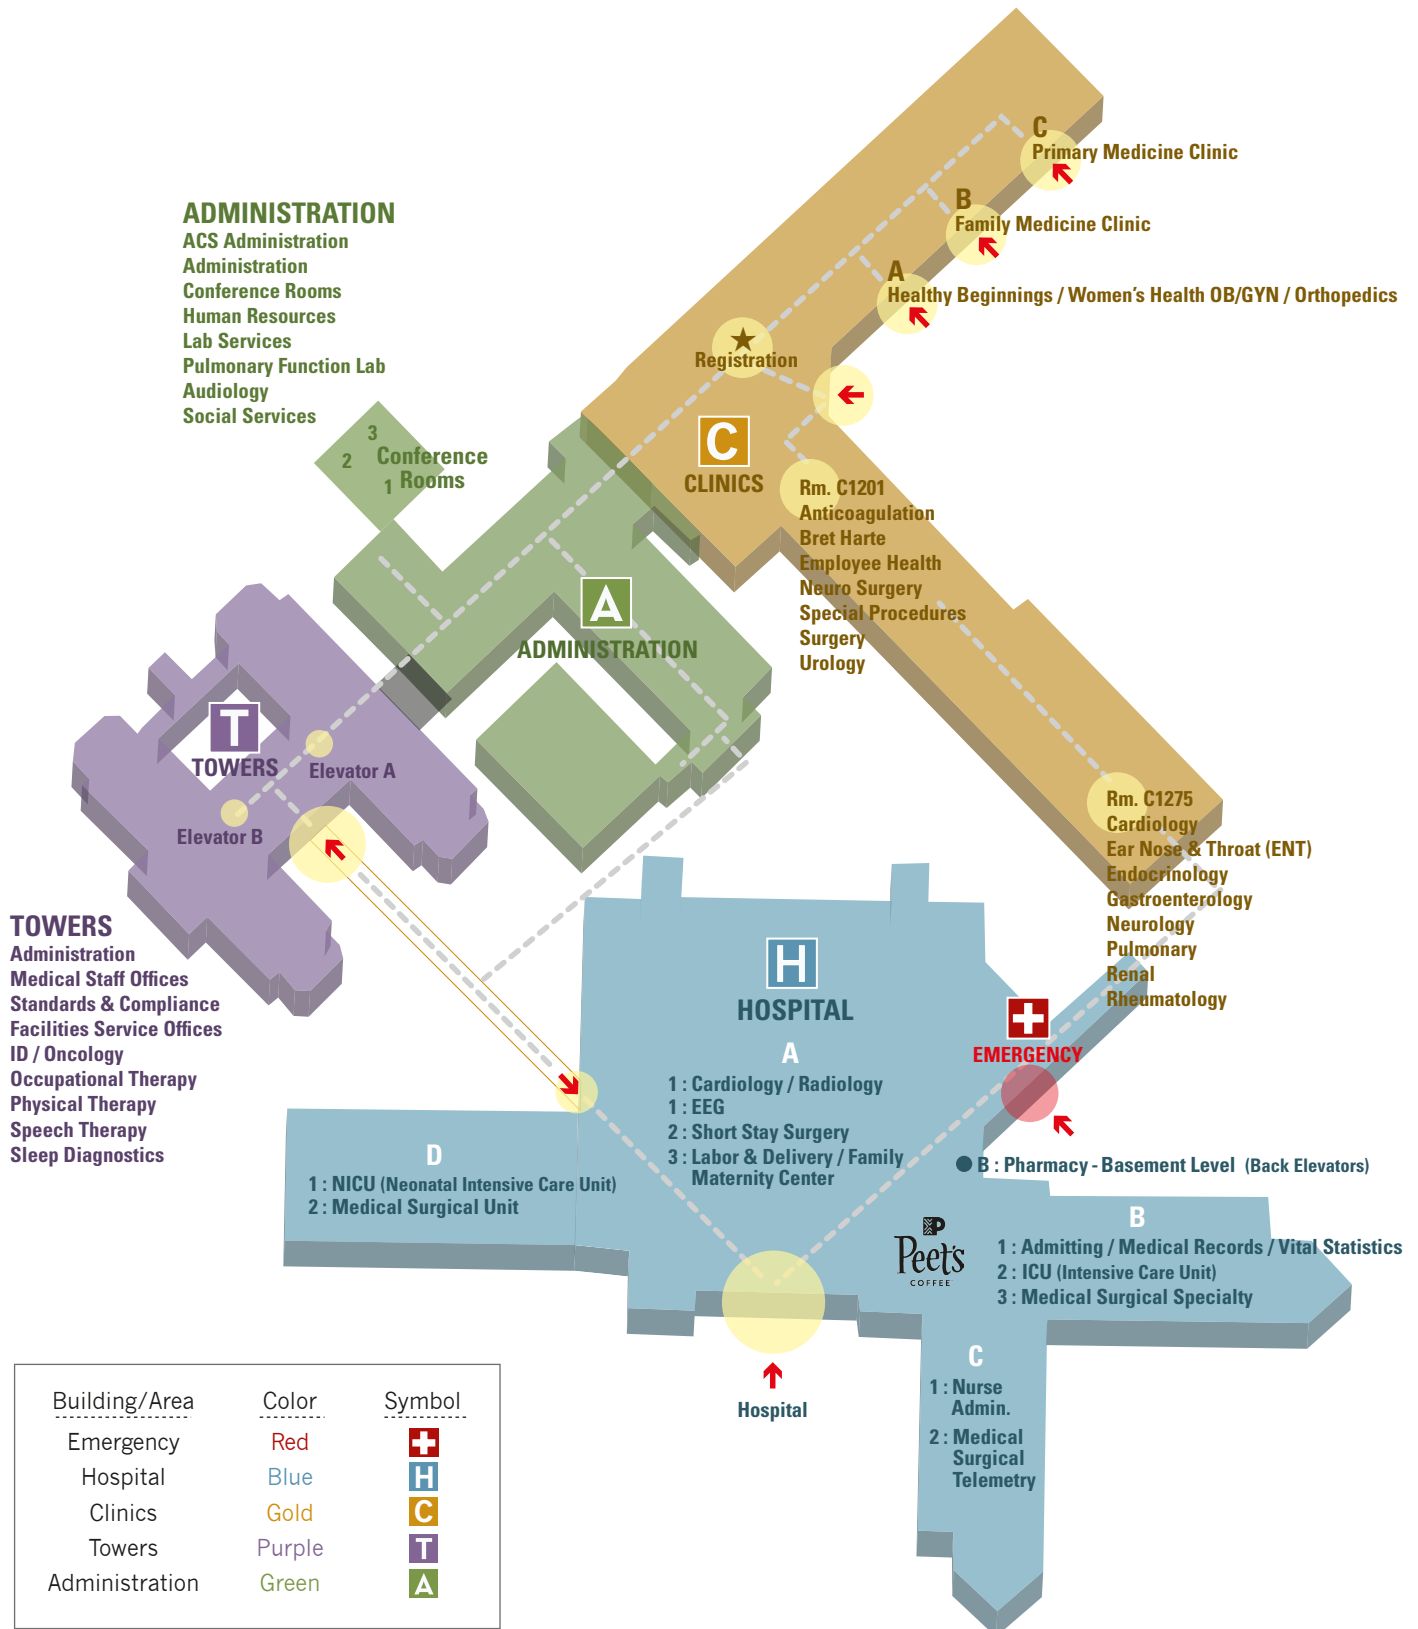 C
Primary Medicine Clinic
B
Family Medicine Clinic
A
Healthy Beginnings / Women's Health OB/GYN / Orthopedics
ADMINISTRATION
ACS Administration
Administration
Conference Rooms
Human Resources
Lab Services
Pulmonary Function Lab
Audiology
Social Services
Registration
C
CLINICS
3
2
Conference
1 Rooms
Rm. C1201
Anticoagulation
Bret Harte
Employee Health
Neuro Surgery
Special Procedures
Surgery
Urology
A
ADMINISTRATION
T
TOWERS
Elevator A
Elevator B
Rm. C1275
Cardiology
Ear Nose & Throat (ENT)
Endocrinology
Gastroenterology
Neurology
Pulmonary
Renal
Rheumatology
TOWERS
Administration
Medical Staff Offices
Standards & Compliance
Facilities Service Offices
ID / Oncology
Occupational Therapy
Physical Therapy
Speech Therapy
Sleep Diagnostics
H
HOSPITAL
EMERGENCY
A
1 : Cardiology / Radiology
1 : EEG
2 : Short Stay Surgery
3 : Labor & Delivery / Family
Maternity Center
D
1 : NICU (Neonatal Intensive Care Unit)
2 : Medical Surgical Unit
B : Pharmacy - Basement Level (Back Elevators)
P
Peet's
COFFEE
B
1 : Admitting / Medical Records / Vital Statistics
2 : ICU (Intensive Care Unit)
3 : Medical Surgical Specialty
C
1 : Nurse
Admin.
2 : Medical
Surgical
Telemetry
Hospital
Building/Area Color Symbol
Emergency Red
Hospital Blue H
Clinics Gold C
Towers Purple T
Administration Green A